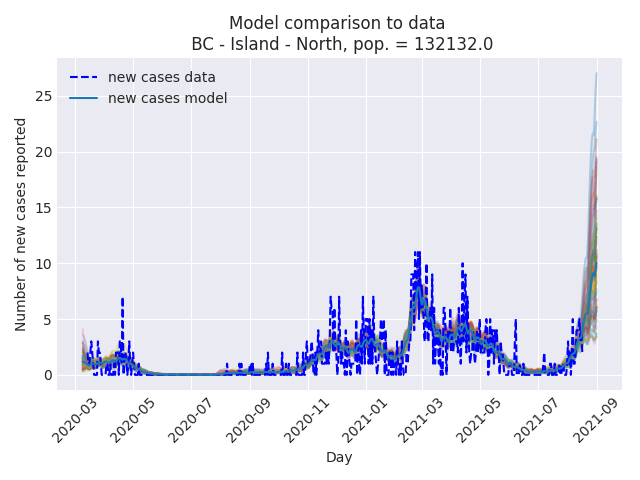 Model comparison to data
BC - Island - North, pop. = 132132.0
new cases data
new cases model
Number of new cases reported
25
20
15
10
5
0
2020-03
2020-05
2020-07
2020-09
2020-11
2021-01
2021-03
2021-05
2021-07
2021-09
Day